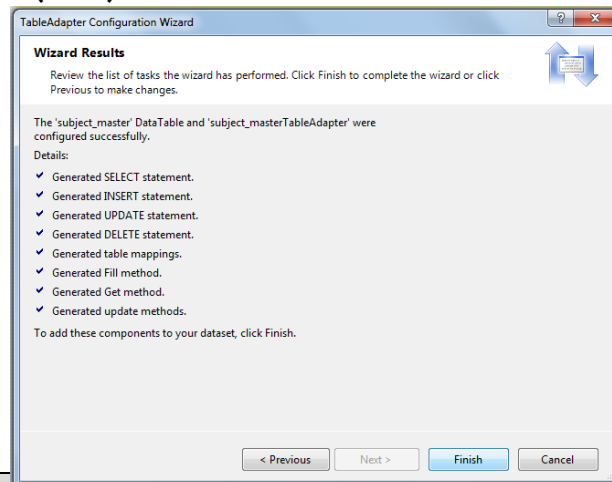 TableAdapter Configuration Wizard
Wizard Results
Review the list of tasks the wizard has performed. Click Finish to complete the wizard or click
Previous to make changes.
The 'subject_master' DataTable and 'subject_masterTableAdapter' were
configured successfully.
Details:
Generated SELECT statement.
Generated INSERT statement.
Generated UPDATE statement.
Generated DELETE statement.
Generated table mappings.
Generated Fill method.
Generated Get method.
Generated update methods.
To add these components to your dataset, click Finish.
< Previous Next > Finish Cancel